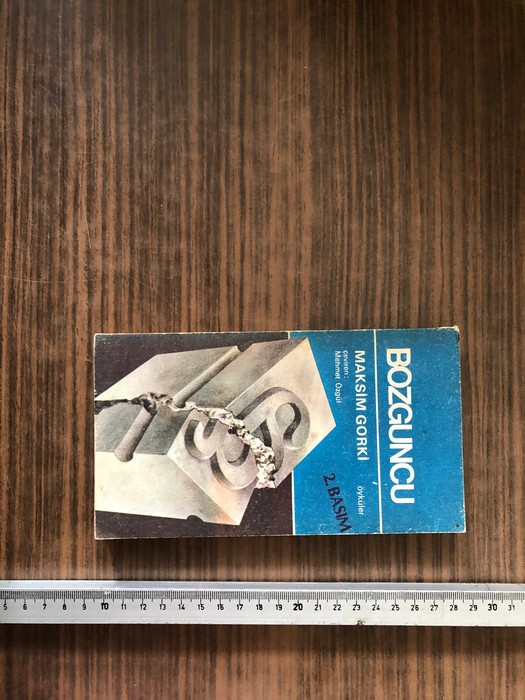 BOZGUNCU
MAKSİM GORKİ
çeviren:
Mehmet Özgül
öyküler
2. BASIM
5 6 7 8 9 10 11 12 13 14 15 16 17 18 19 20 21 22 23 24 25 26 27 28 29 30 31